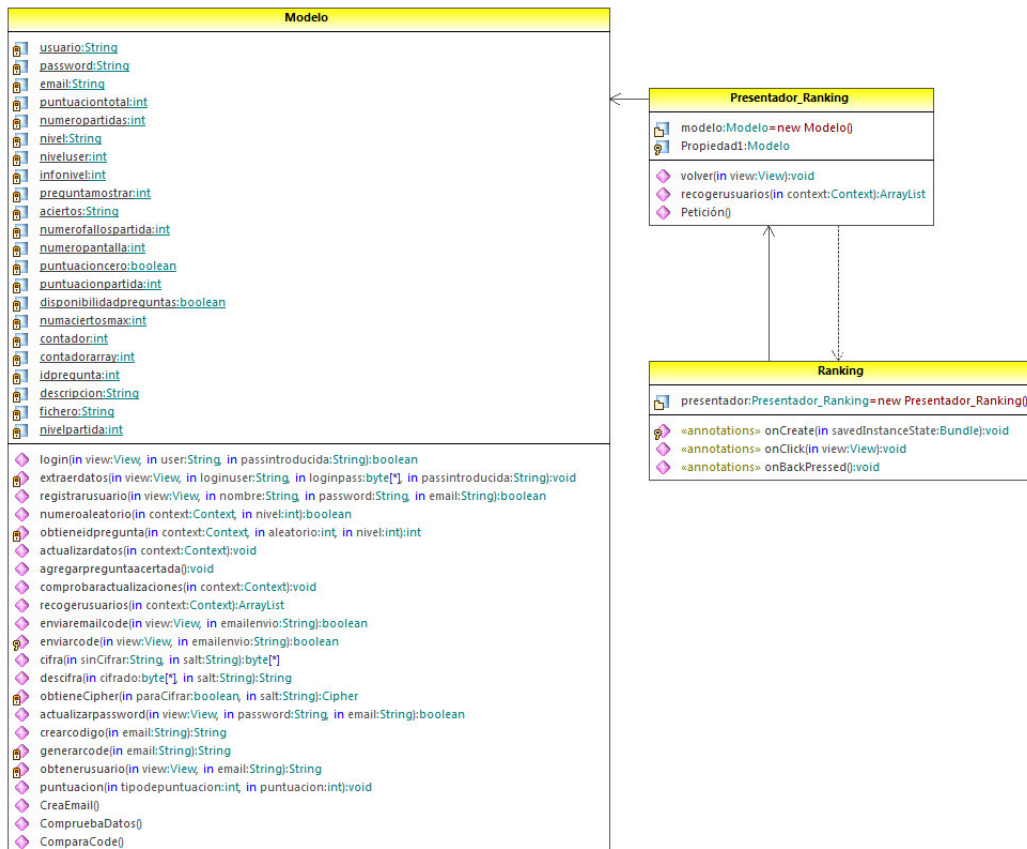 Modelo
usuario:String
password:String
email:String
puntuaciontotal:int
numeropartidas:int
nivel:String
niveluser:int
infonivel:int
preguntamostrar:int
aciertos:String
numerofallospartida:int
numeropantalla:int
puntuacioncero:boolean
puntuacionpartida:int
disponibilidadpreguntas:boolean
numaciertosmax:int
contador:int
contadorarray:int
idpregunta:int
descripcion:String
fichero:String
nivelpartida:int
login(in view:View, in user:String, in passintroducida:String):boolean
extraerdatos(in view:View, in loginuser:String, in loginpass:byte[*], in passintroducida:String):void
registrarusuario(in view:View, in nombre:String, in password:String, in email:String):boolean
numeroaleatorio(in context:Context, in nivel:int):boolean
obtieneidpregunta(in context:Context, in aleatorio:int, in nivel:int):int
actualizardatos(in context:Context):void
agregarpreguntaacertada():void
comprobaractualizaciones(in context:Context):void
recogerusuarios(in context:Context):ArrayList
enviaremailcode(in view:View, in emailenvio:String):boolean
enviarcode(in view:View, in emailenvio:String):boolean
cifra(in sinCifrar:String, in salt:String):byte[*]
descifra(in cifrado:byte[*], in salt:String):String
obtieneCipher(in paraCifrar:boolean, in salt:String):Cipher
actualizarpassword(in view:View, in password:String, in email:String):boolean
crearcodigo(in email:String):String
generarcode(in email:String):String
obtenerusuario(in view:View, in email:String):String
puntuacion(in tipodepuntuacion:int, in puntuacion:int):void
CreaEmail()
CompruebaDatos()
ComparaCode()
Presentador_Ranking
modelo:Modelo=new Modelo()
Propiedad1:Modelo
volver(in view:View):void
recogerusuarios(in context:Context):ArrayList
Petición()
Ranking
presentador:Presentador_Ranking=new Presentador_Ranking()
«annotations» onCreate(in savedInstanceState:Bundle):void
«annotations» onClick(in view:View):void
«annotations» onBackPressed():void